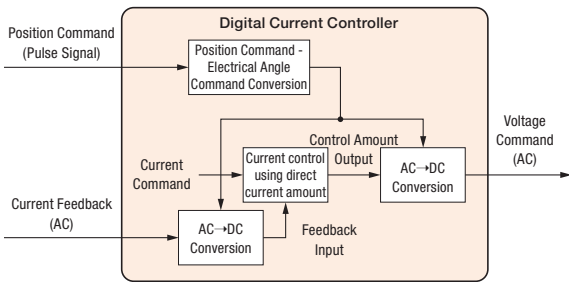 Digital Current Controller
Position Command
(Pulse Signal)
Position Command -
Electrical Angle
Command Conversion
Voltage
Command
(AC)
Control Amount
Output
Current
Command
Current control
using direct
current amount
AC→DC
Conversion
Current Feedback
(AC)
AC→DC
Conversion
Feedback
Input